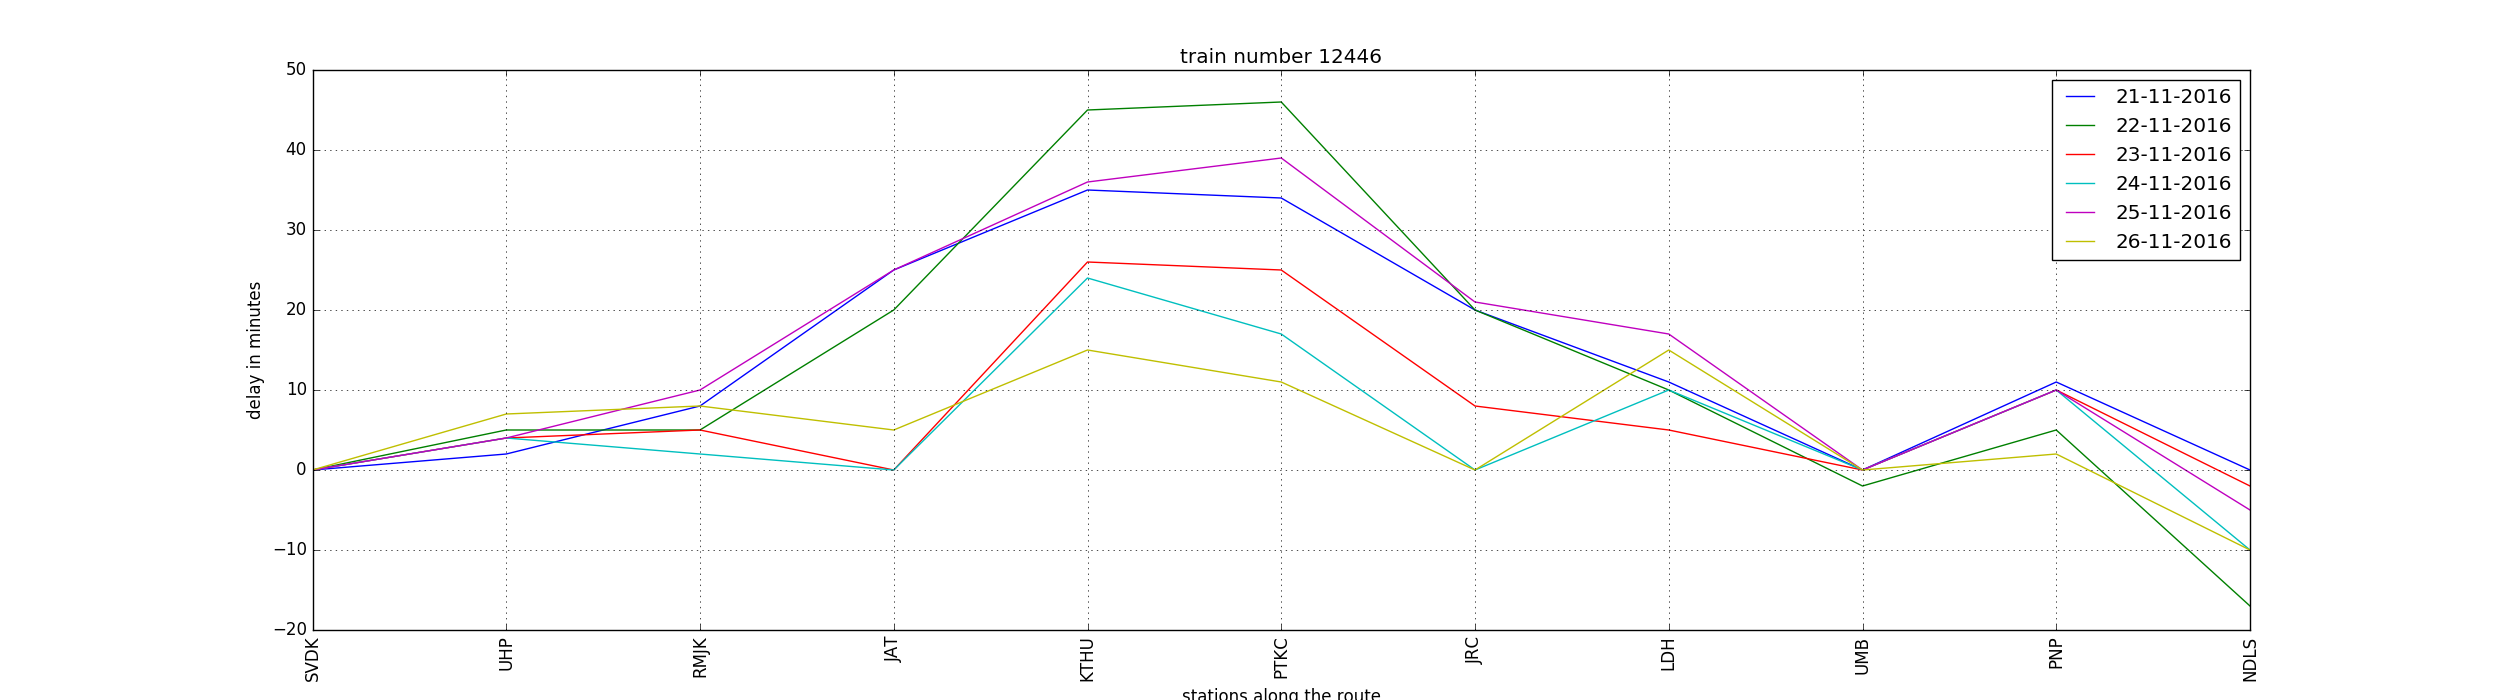 train number 12446
50
40
30
20
10
0
−10
−20
delay in minutes
21-11-2016
22-11-2016
23-11-2016
24-11-2016
25-11-2016
26-11-2016
SVDK
UHP
RMJK
JAT
KTHU
PTKC
JRC
LDH
UMB
PNP
NDLS
stations along the route